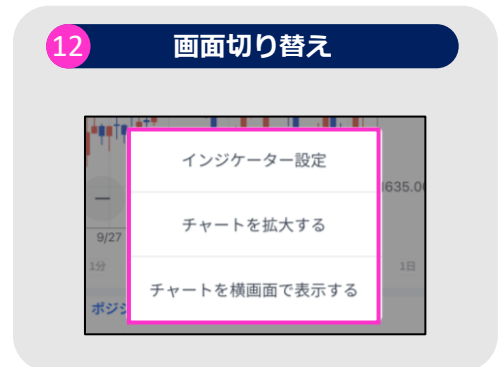 12 画面切り替え
インジケーター設定
1635.00
チャートを拡大する
9/27
1分
1日
チャートを横画面で表示する
ポジシ